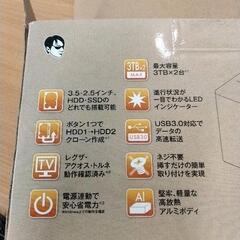 3TB×2
MAX
最大容量
3TB×2台
3.5・2.5インチ、
HDD・SSDの
どれでも搭載可能
進行状況が
一目でわかるLED
インジケーター
ボタン1つで
HDD1→HDD2
クローン作成
USB3.0
USB3.0対応で
データの
高速転送
TV
レグザ・
アクオス・トルネ
動作確認済み
ネジ不要
挿すだけの簡単
取り付けを実現
電源連動で
安心省電力
Al
堅牢、軽量な
高放熱
アルミボディ